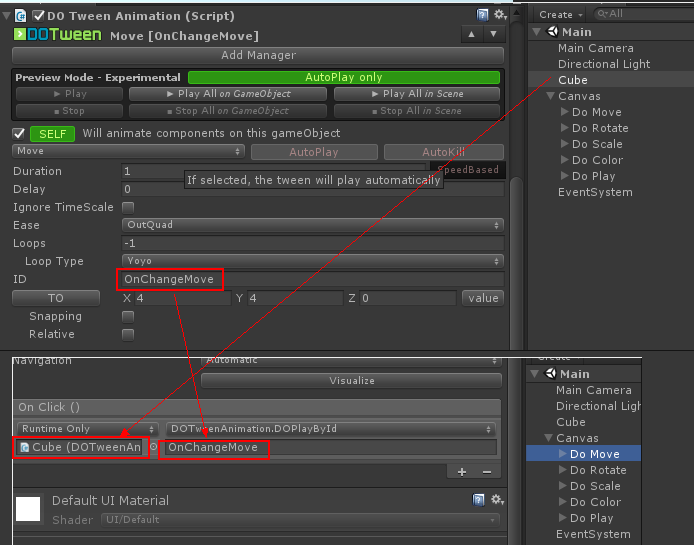 DO Tween Animation (Script)
DOTween Move [OnChangeMove]
Add Manager
Preview Mode - Experimental AutoPlay only
Play Play All on GameObject Play All in Scene
Stop Stop All on GameObject Stop All in Scene
SELF Will animate components on this gameObject
Move AutoPlay AutoKill
Duration 1 SpeedBased
If selected, the tween will play automatically
Delay 0
Ignore TimeScale
Ease OutQuad
Loops -1
Loop Type Yoyo
ID OnChangeMove
TO X 4 Y 4 Z 0 value
Snapping
Relative
Create All
Main
Main Camera
Directional Light
Cube
Canvas
Do Move
Do Rotate
Do Scale
Do Color
Do Play
EventSystem
Navigation Automatic
Visualize
On Click ()
Runtime Only DOTweenAnimation.DOPlayById
Cube (DOTweenAn OnChangeMove
+ −
Default UI Material
Shader UI/Default
Create
Main
Main Camera
Directional Ligh
Cube
Canvas
Do Move
Do Rotate
Do Scale
Do Color
Do Play
EventSystem